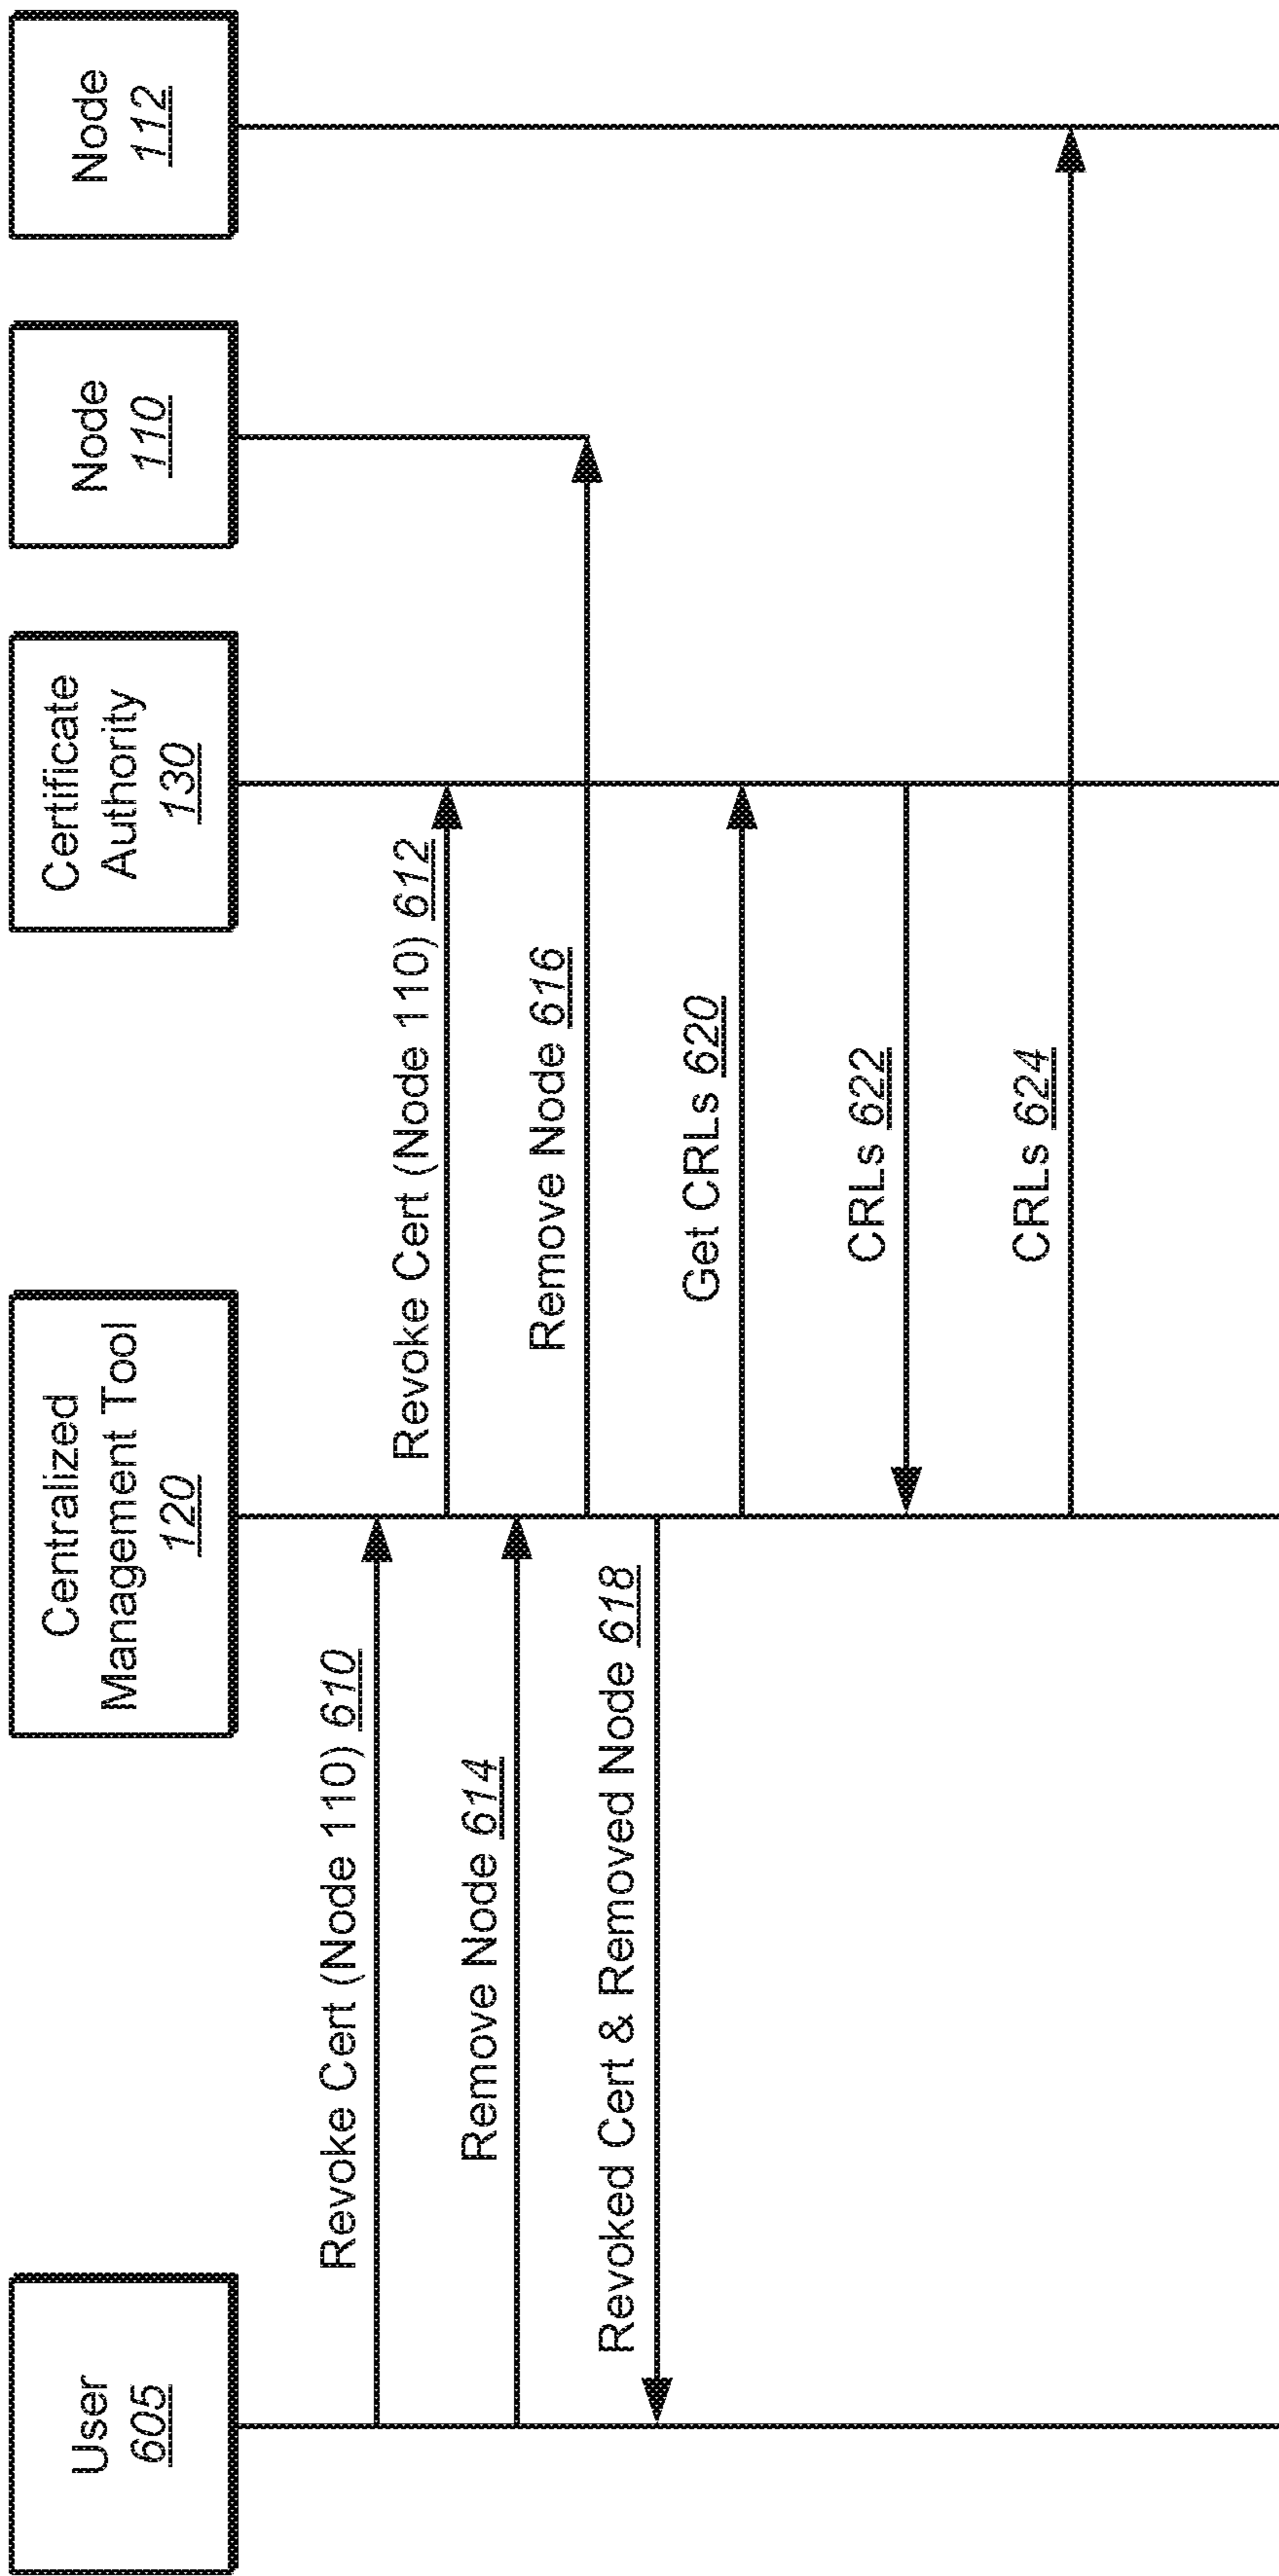 User
605
Centralized
Management Tool
120
Certificate
Authority
130
Node
110
Node
112
Revoke Cert (Node 110) 610
Revoke Cert (Node 110) 612
Remove Node 614
Remove Node 616
Revoked Cert & Removed Node 618
Get CRLs 620
CRLs 622
CRLs 624